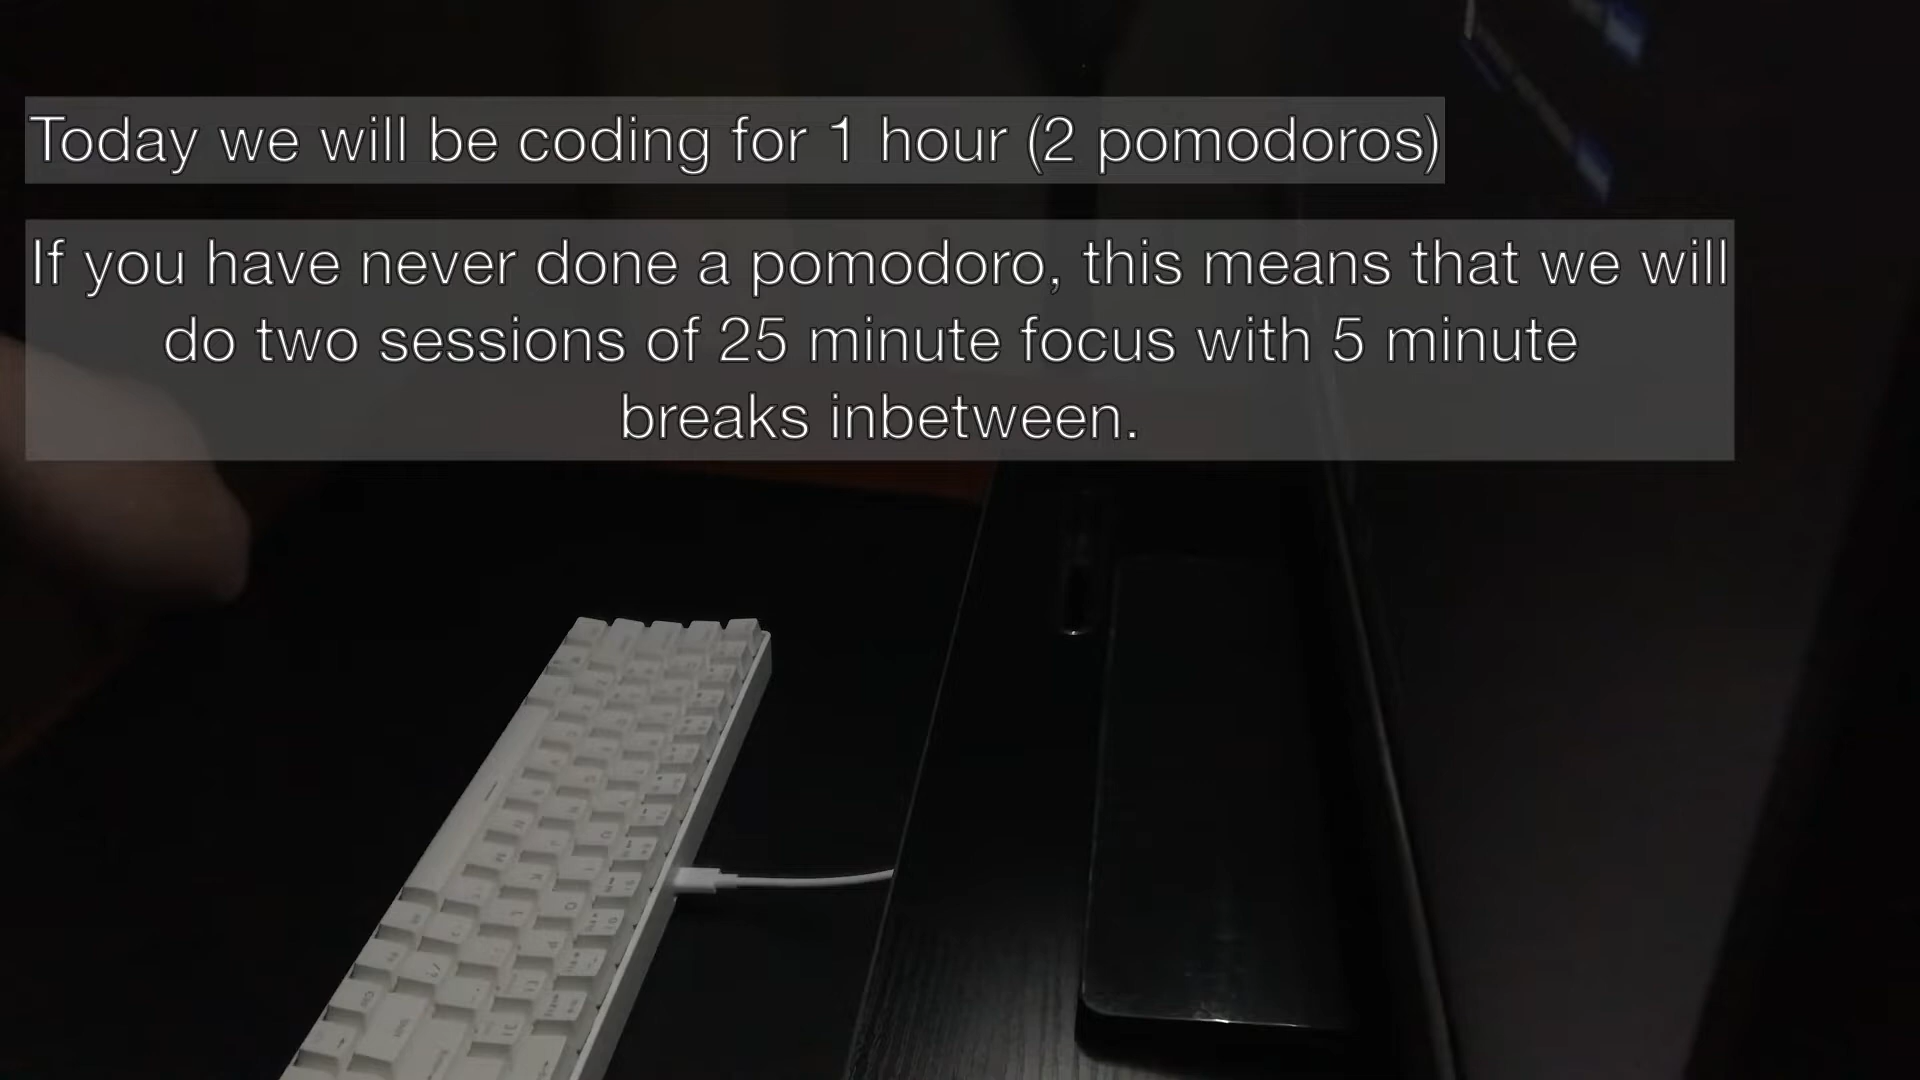 Today we will be coding for 1 hour (2 pomodoros)
If you have never done a pomodoro, this means that we will
do two sessions of 25 minute focus with 5 minute
breaks inbetween.